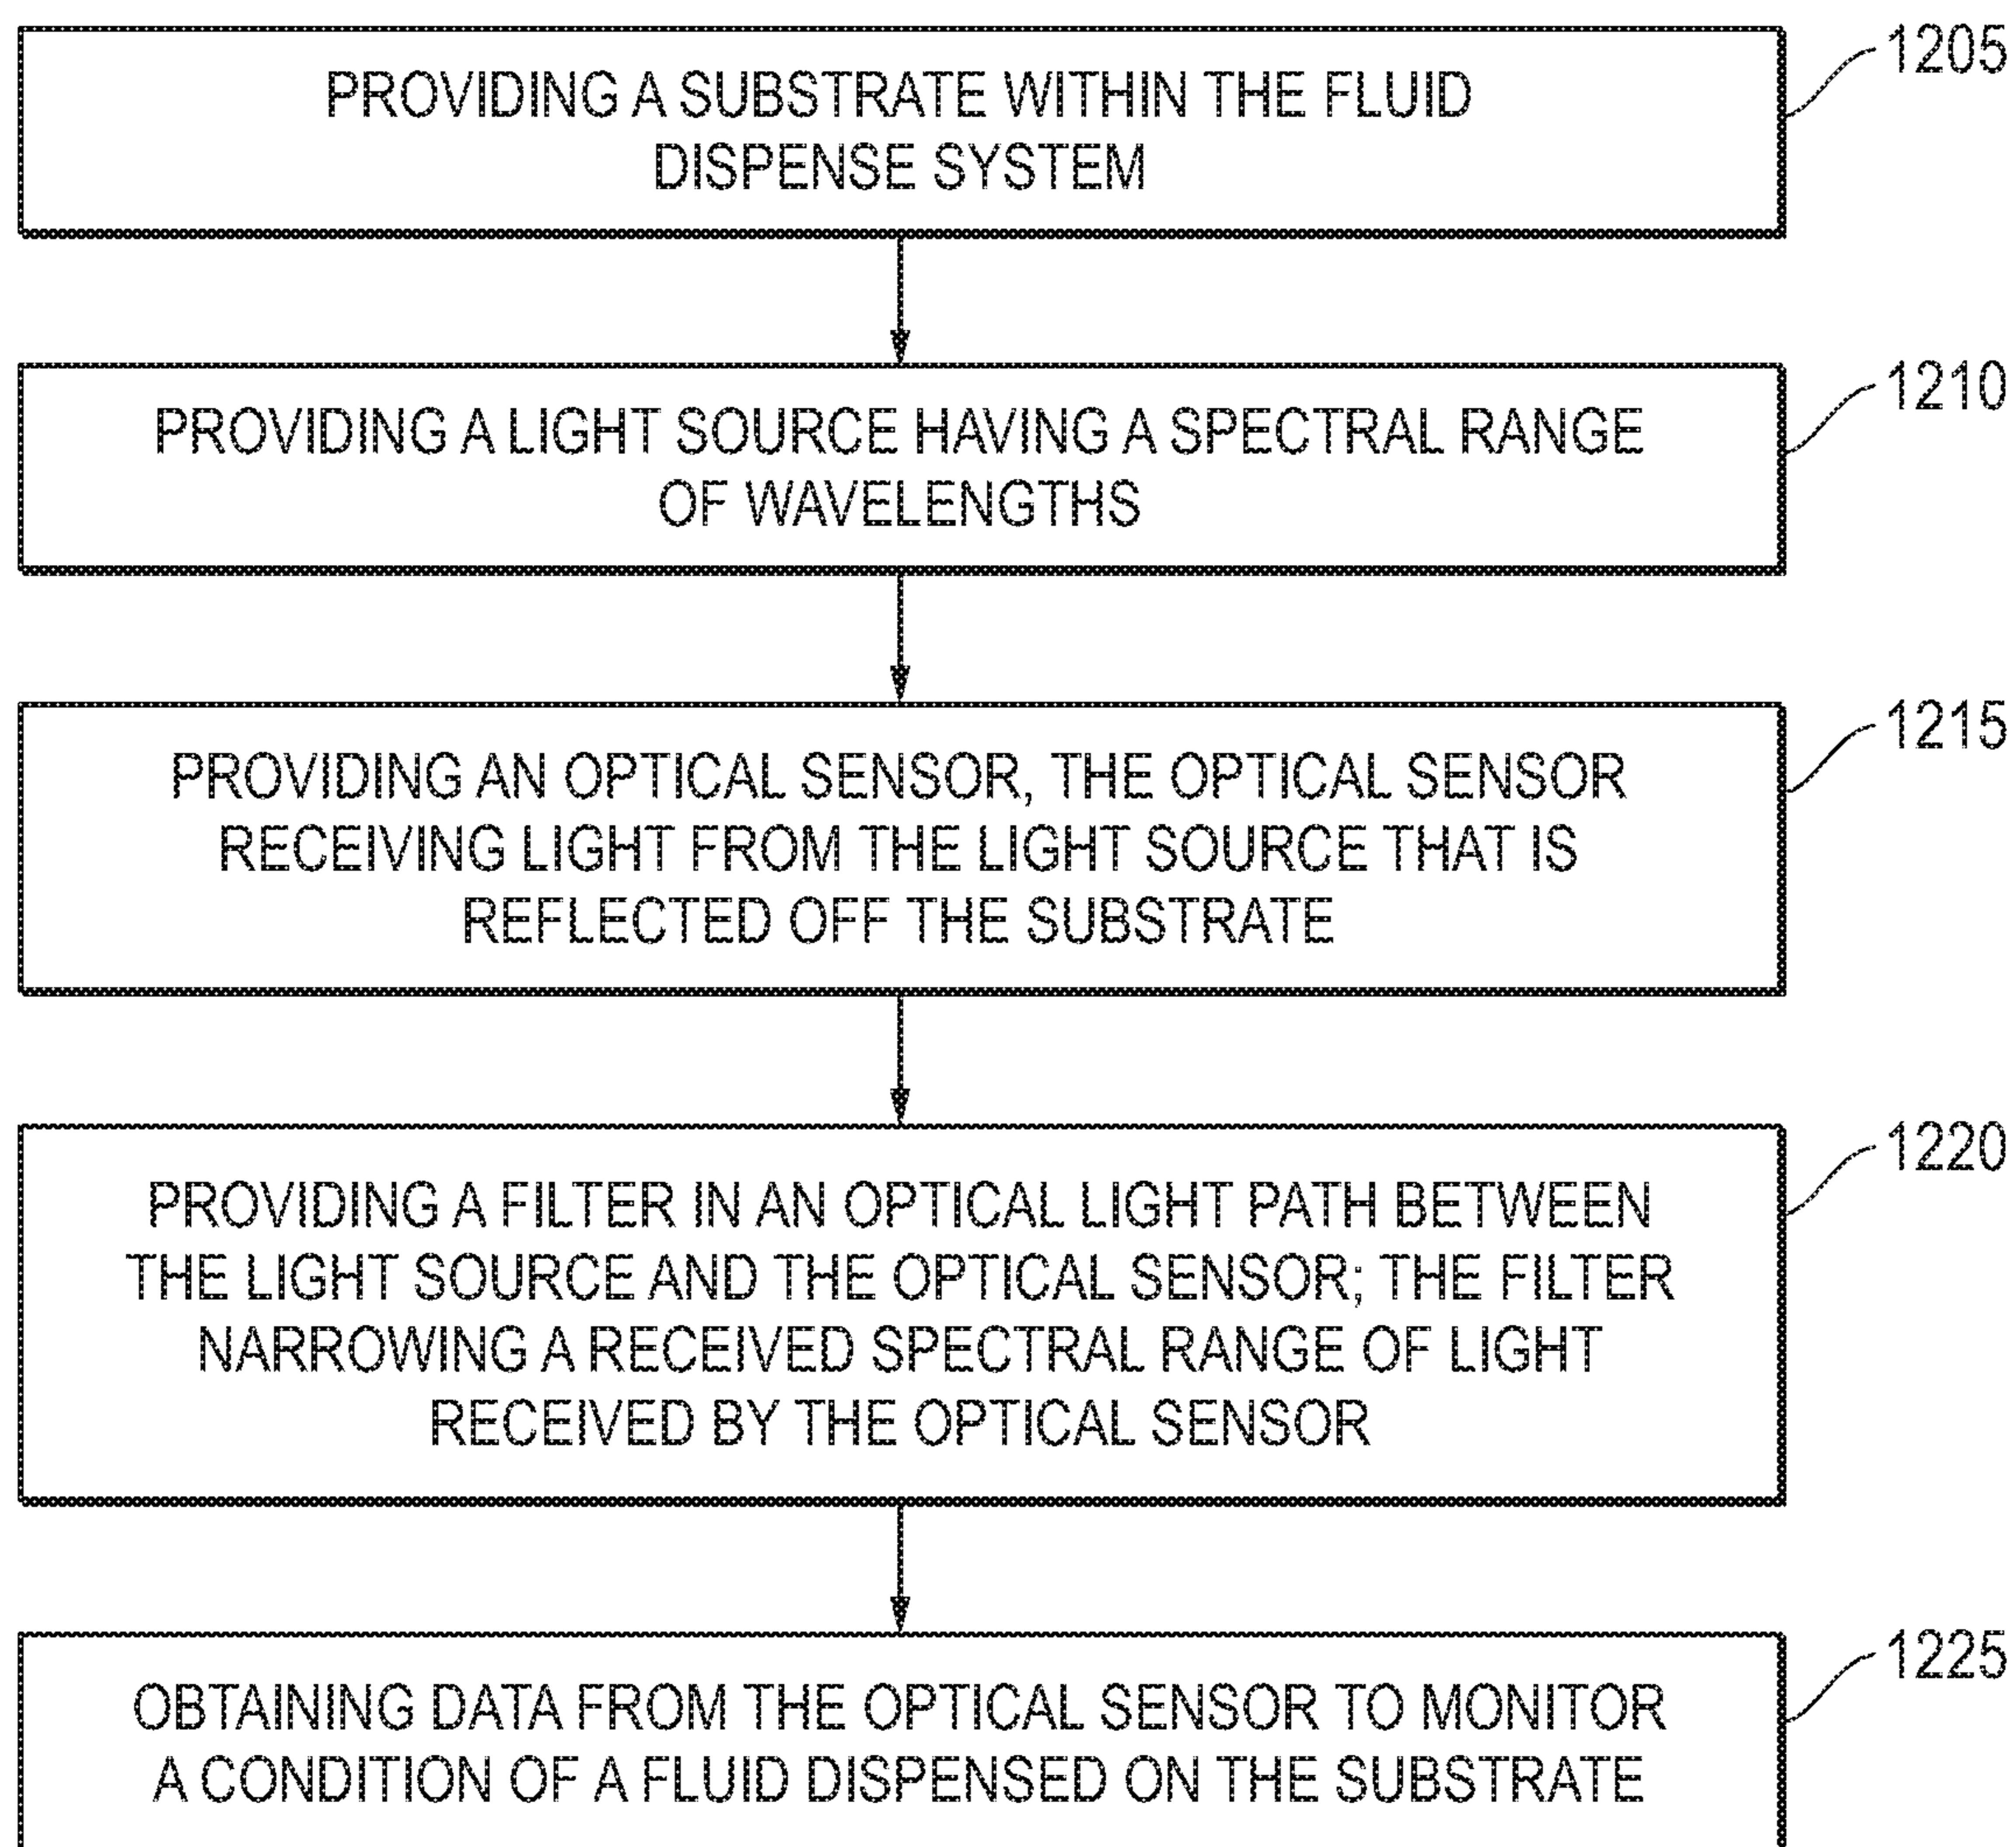 PROVIDING A SUBSTRATE WITHIN THE FLUID
DISPENSE SYSTEM
1205
PROVIDING A LIGHT SOURCE HAVING A SPECTRAL RANGE
OF WAVELENGTHS
1210
PROVIDING AN OPTICAL SENSOR, THE OPTICAL SENSOR
RECEIVING LIGHT FROM THE LIGHT SOURCE THAT IS
REFLECTED OFF THE SUBSTRATE
1215
PROVIDING A FILTER IN AN OPTICAL LIGHT PATH BETWEEN
THE LIGHT SOURCE AND THE OPTICAL SENSOR; THE FILTER
NARROWING A RECEIVED SPECTRAL RANGE OF LIGHT
RECEIVED BY THE OPTICAL SENSOR
1220
OBTAINING DATA FROM THE OPTICAL SENSOR TO MONITOR
A CONDITION OF A FLUID DISPENSED ON THE SUBSTRATE
1225